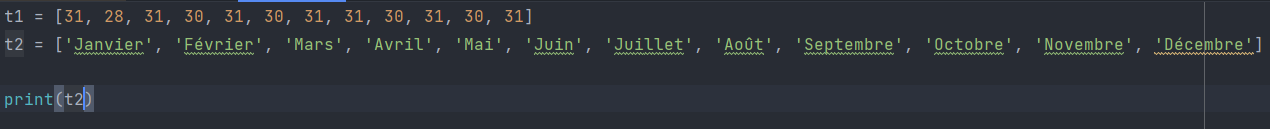 t1 = [31, 28, 31, 30, 31, 30, 31, 31, 30, 31, 30, 31]
t2 = ['Janvier', 'Février', 'Mars', 'Avril', 'Mai', 'Juin', 'Juillet', 'Août', 'Septembre', 'Octobre', 'Novembre', 'Décembre']
print(t2)